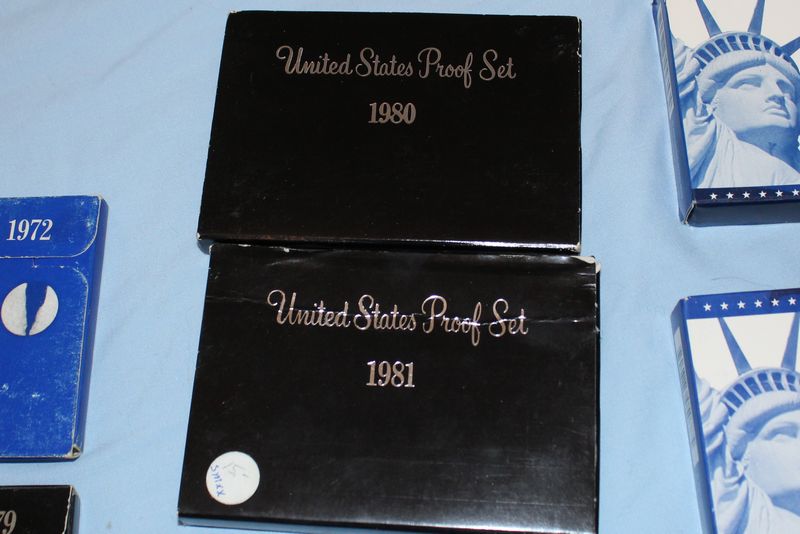 United States Proof Set
1980
1972
United States Proof Set
1981
79